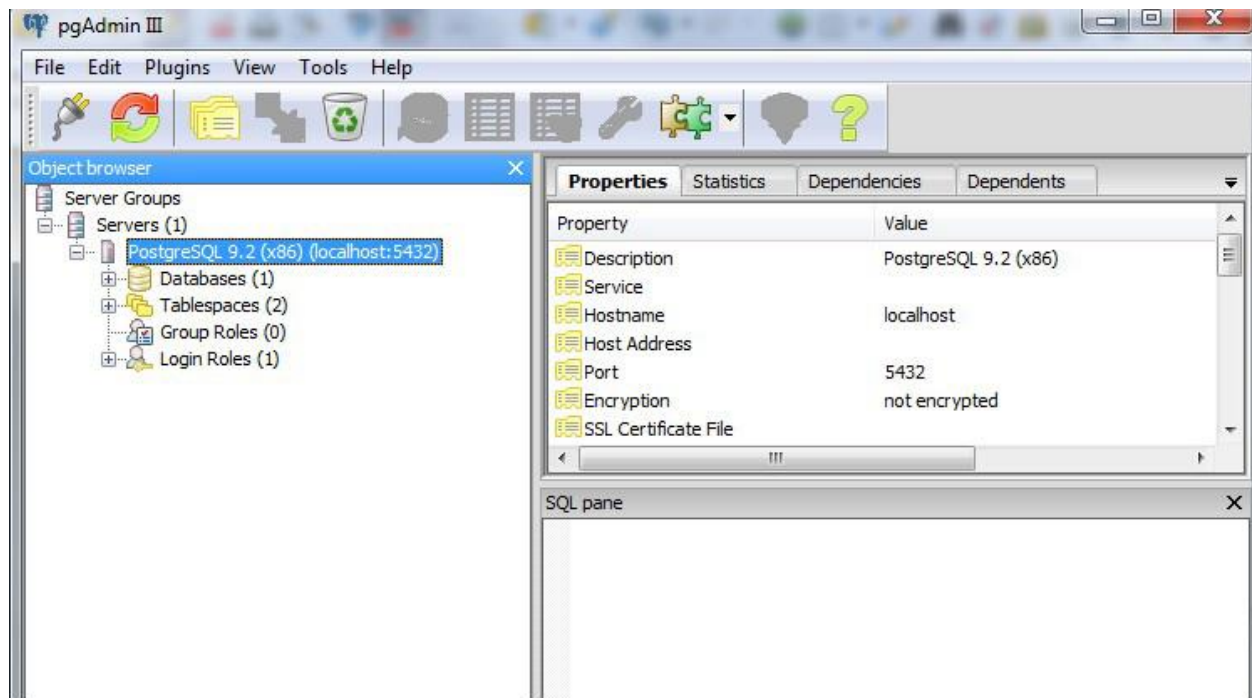 pgAdmin III
File Edit Plugins View Tools Help
Object browser
Server Groups
Servers (1)
PostgreSQL 9.2 (x86) (localhost:5432)
Databases (1)
Tablespaces (2)
Group Roles (0)
Login Roles (1)
Properties Statistics Dependencies Dependents
Property Value
Description PostgreSQL 9.2 (x86)
Service
Hostname localhost
Host Address
Port 5432
Encryption not encrypted
SSL Certificate File
SQL pane